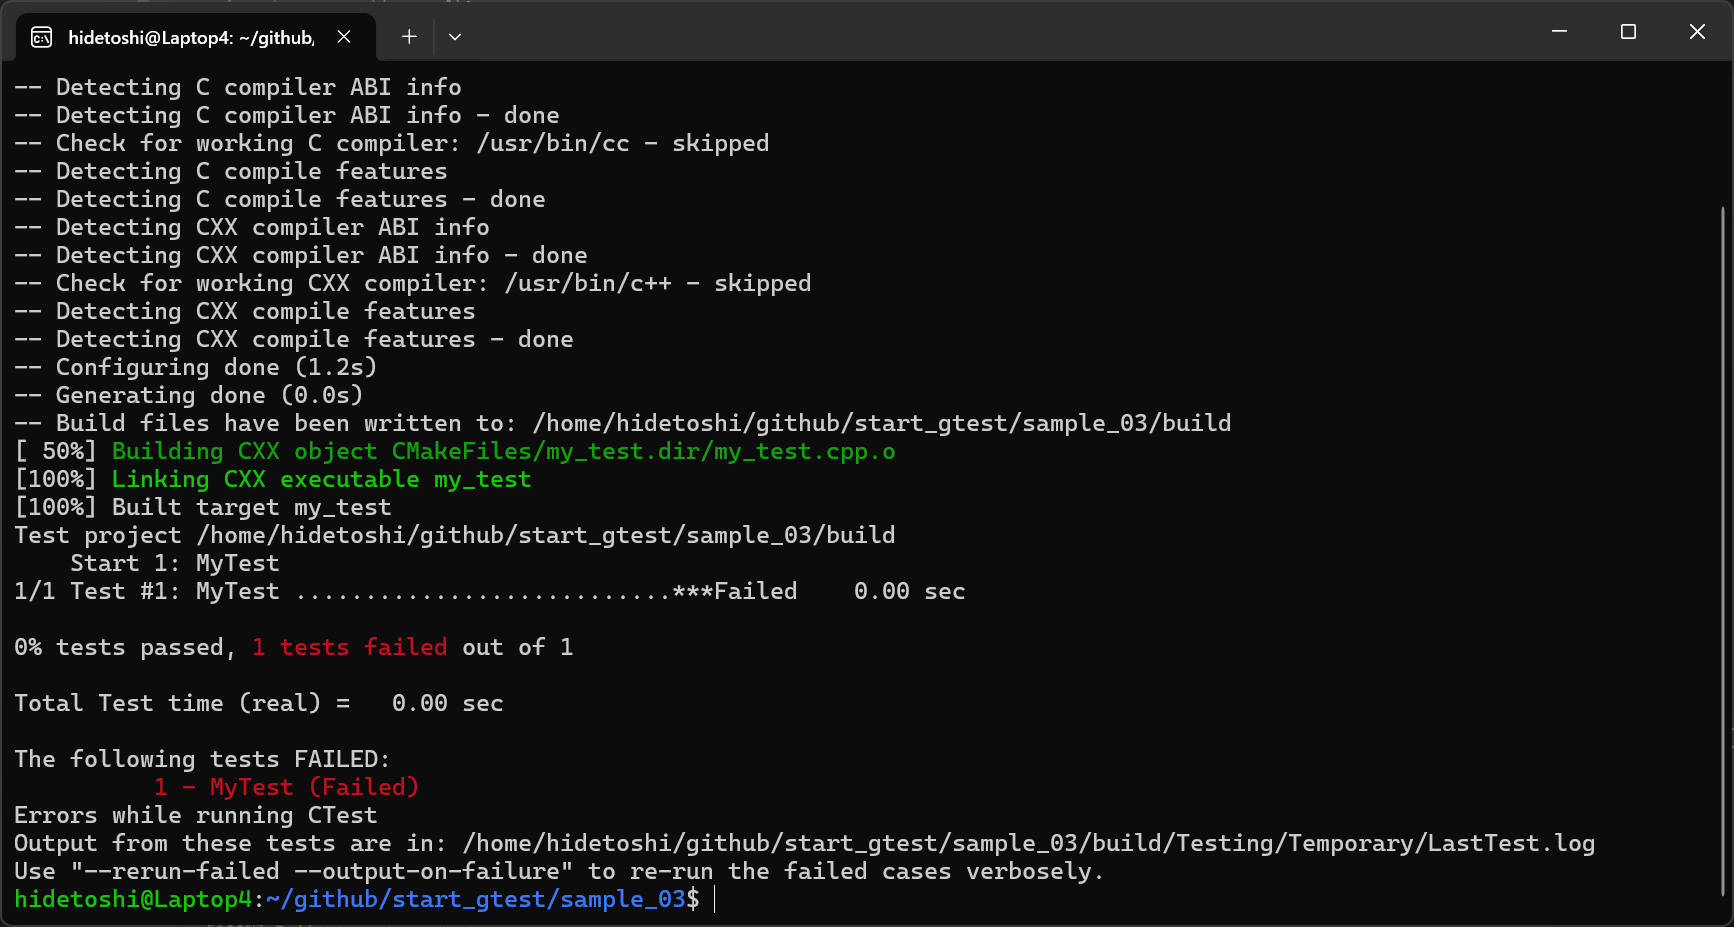 hidetoshi@Laptop4: ~/github/
-- Detecting C compiler ABI info
-- Detecting C compiler ABI info - done
-- Check for working C compiler: /usr/bin/cc - skipped
-- Detecting C compile features
-- Detecting C compile features - done
-- Detecting CXX compiler ABI info
-- Detecting CXX compiler ABI info - done
-- Check for working CXX compiler: /usr/bin/c++ - skipped
-- Detecting CXX compile features
-- Detecting CXX compile features - done
-- Configuring done (1.2s)
-- Generating done (0.0s)
-- Build files have been written to: /home/hidetoshi/github/start_gtest/sample_03/build
[ 50%] Building CXX object CMakeFiles/my_test.dir/my_test.cpp.o
[100%] Linking CXX executable my_test
[100%] Built target my_test
Test project /home/hidetoshi/github/start_gtest/sample_03/build
    Start 1: MyTest
1/1 Test #1: MyTest ...........................***Failed    0.00 sec
0% tests passed, 1 tests failed out of 1
Total Test time (real) =   0.00 sec
The following tests FAILED:
          1 - MyTest (Failed)
Errors while running CTest
Output from these tests are in: /home/hidetoshi/github/start_gtest/sample_03/build/Testing/Temporary/LastTest.log
Use "--rerun-failed --output-on-failure" to re-run the failed cases verbosely.
hidetoshi@Laptop4:~/github/start_gtest/sample_03$